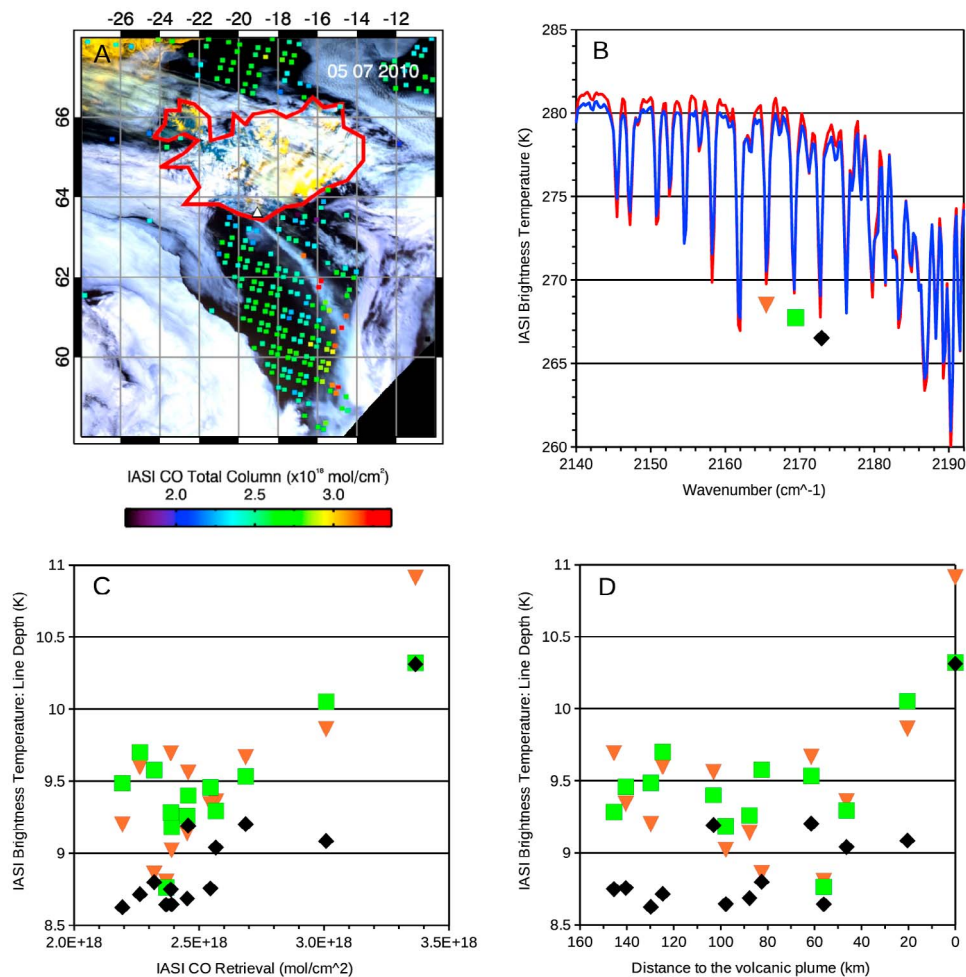 -26 -24 -22 -20 -18 -16 -14 -12
A
05 07 2010
66
64
62
60
IASI CO Total Column (x10¹⁸ mol/cm²)
2.0 2.5 3.0
B
285
280
275
270
265
260
IASI Brightness Temperature (K)
2140 2150 2160 2170 2180 2192
Wavenumber (cm^-1)
C
11
10.5
10
9.5
9
8.5
IASI Brightness Temperature: Line Depth (K)
2.0E+18 2.5E+18 3.0E+18 3.5E+18
IASI CO Retrieval (mol/cm^2)
D
11
10.5
10
9.5
9
8.5
IASI Brightness Temperature: Line Depth (K)
160 140 120 100 80 60 40 20 0
Distance to the volcanic plume (km)